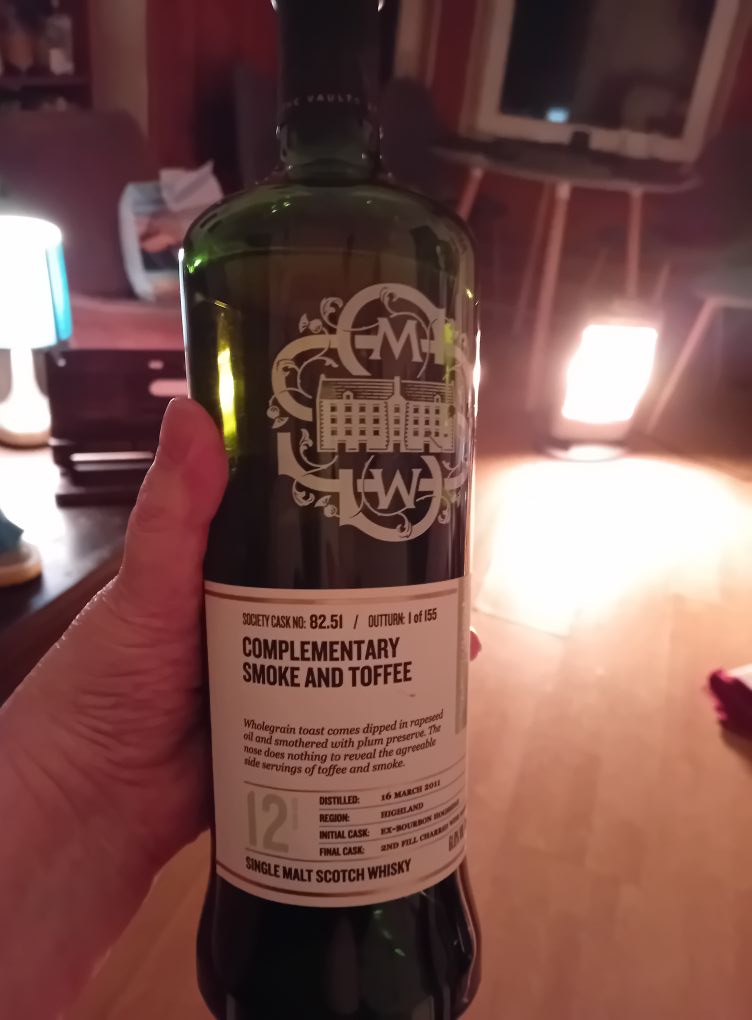 THE VAULTS
M
W
SOCIETY CASK NO: 82.51 / OUTTURN: 1 of 155
COMPLEMENTARY
SMOKE AND TOFFEE
Wholegrain toast comes dipped in rapeseed
oil and smothered with plum preserve. The
nose does nothing to reveal the agreeable
side servings of toffee and smoke.
12
DISTILLED: 16 MARCH 2011
REGION: HIGHLAND
INITIAL CASK: EX-BOURBON HOGSHEAD
FINAL CASK: 2ND FILL CHARRED
SINGLE MALT SCOTCH WHISKY